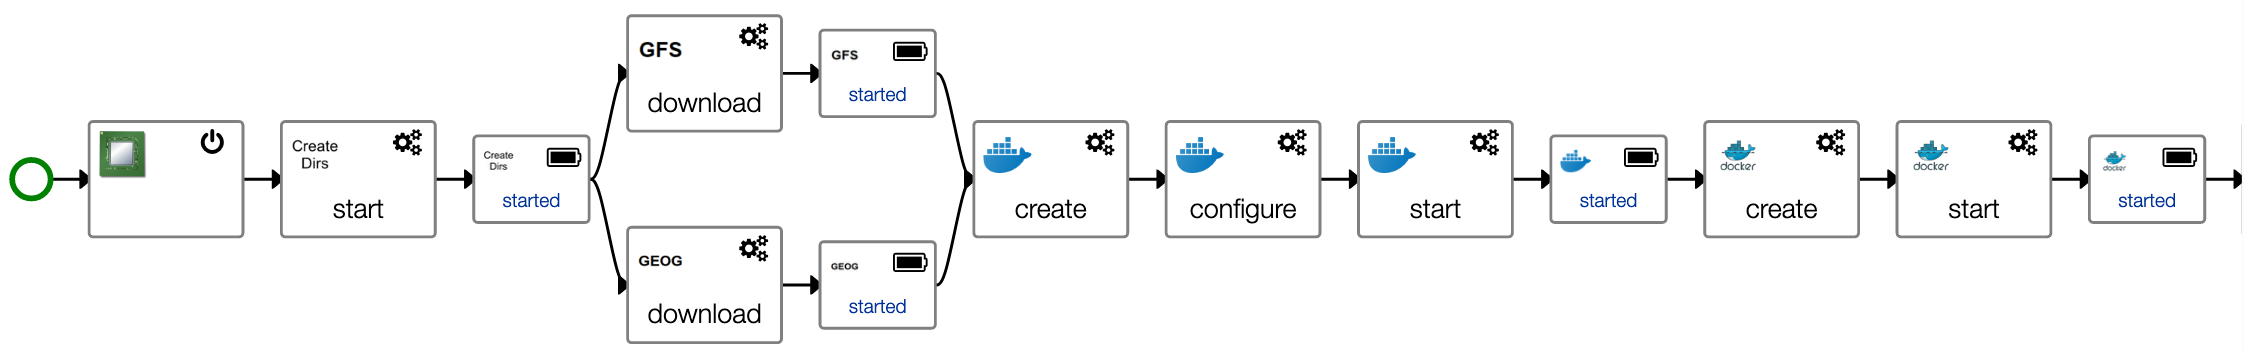 Create
Dirs
start
Create
Dirs
started
GFS
download
GFS
started
GEOG
download
GEOG
started
create
configure
start
started
docker
create
docker
start
docker
started